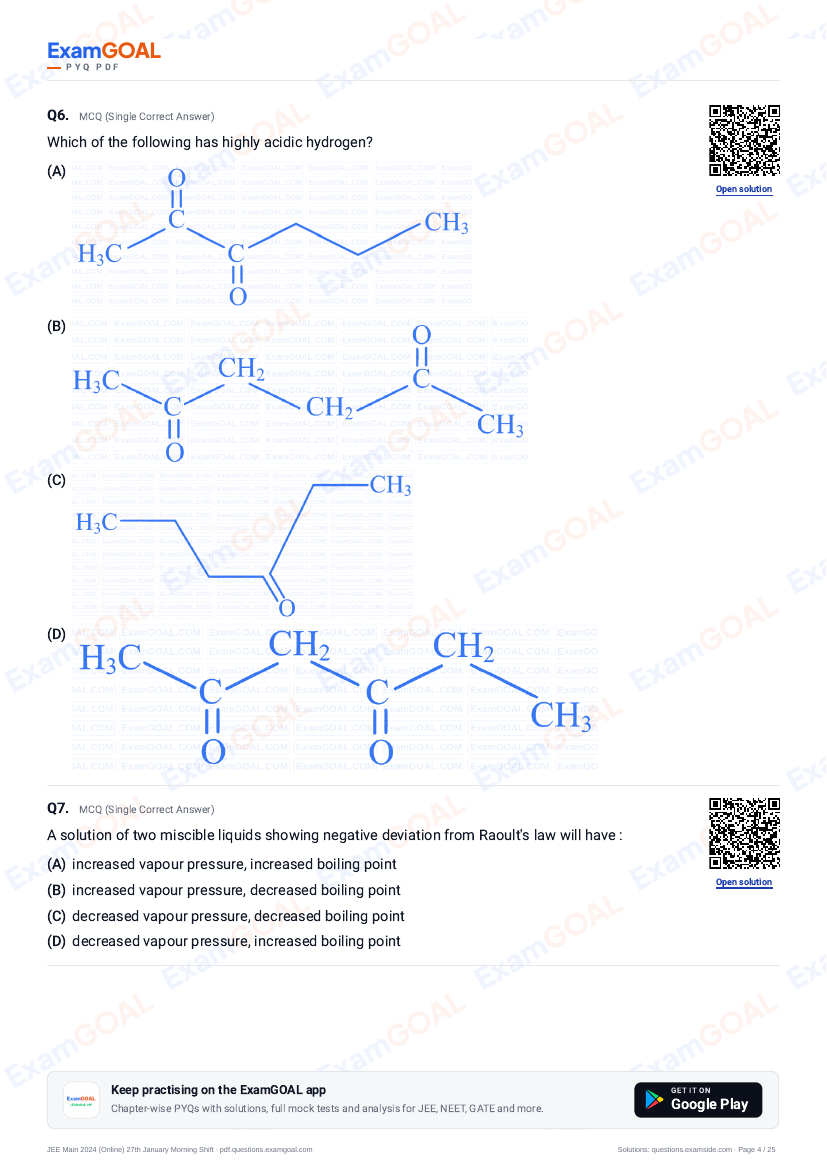 ExamGOAL
PYQ PDF
Q6. MCQ (Single Correct Answer)
Which of the following has highly acidic hydrogen?
Open solution
(A)
O
C
CH3
H3C
C
O
(B)
O
CH2
H3C
C
C
CH2
CH3
O
(C)
CH3
H3C
O
(D)
CH2
CH2
H3C
C
C
CH3
O
O
Q7. MCQ (Single Correct Answer)
A solution of two miscible liquids showing negative deviation from Raoult's law will have :
(A) increased vapour pressure, increased boiling point
(B) increased vapour pressure, decreased boiling point
(C) decreased vapour pressure, decreased boiling point
(D) decreased vapour pressure, increased boiling point
Open solution
ExamGOAL
Keep practising on the ExamGOAL app
Chapter-wise PYQs with solutions, full mock tests and analysis for JEE, NEET, GATE and more.
GET IT ON
Google Play
JEE Main 2024 (Online) 27th January Morning Shift · pdf.questions.examgoal.com
Solutions: questions.examside.com · Page 4 / 25